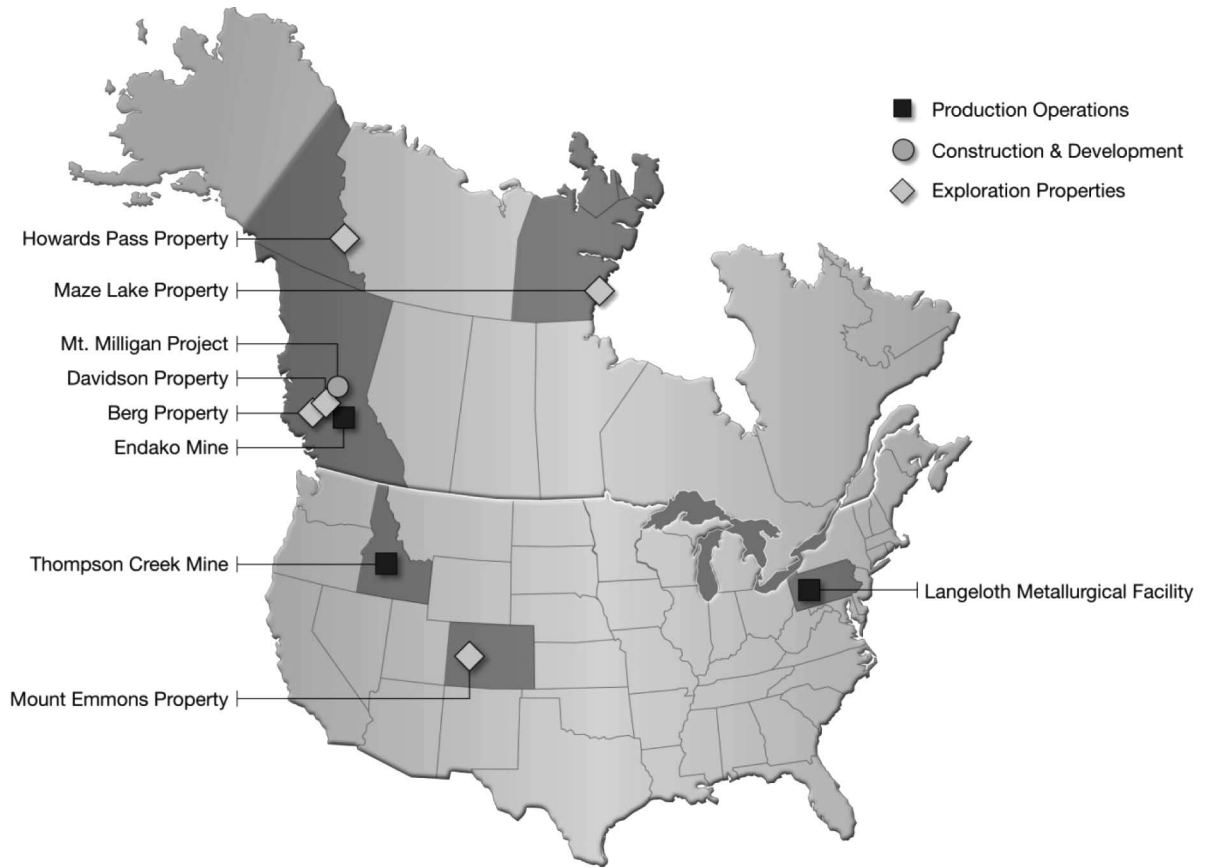 Production Operations
Construction & Development
Exploration Properties
Howards Pass Property
Maze Lake Property
Mt. Milligan Project
Davidson Property
Berg Property
Endako Mine
Thompson Creek Mine
Langeloth Metallurgical Facility
Mount Emmons Property